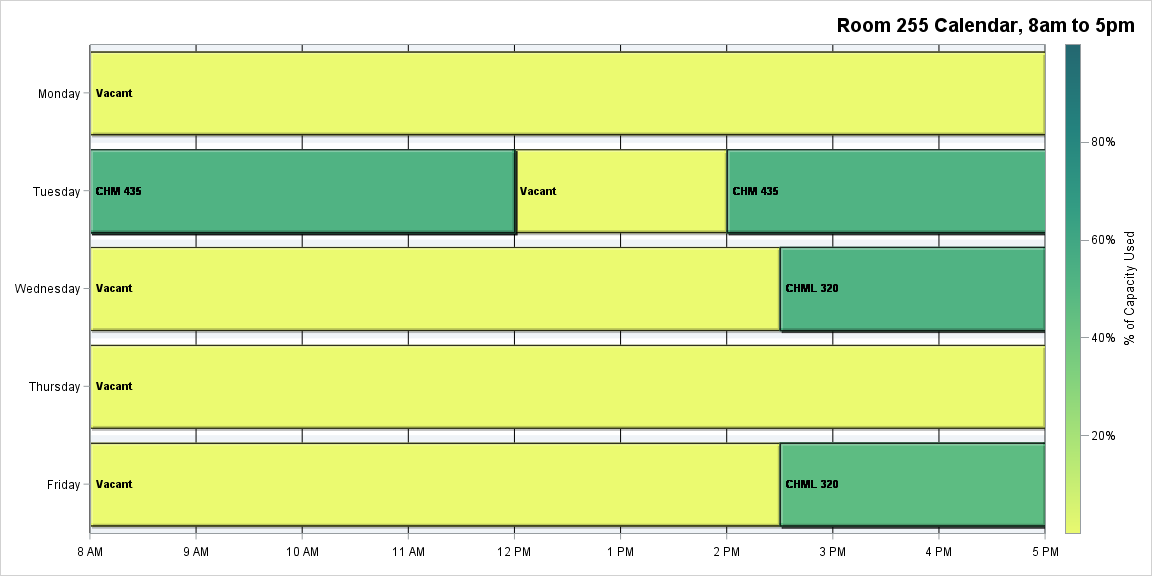 Room 255 Calendar, 8am to 5pm
Monday
Vacant
Tuesday
CHM 435
Vacant
CHM 435
Wednesday
Vacant
CHML 320
Thursday
Vacant
Friday
Vacant
CHML 320
8 AM 9 AM 10 AM 11 AM 12 PM 1 PM 2 PM 3 PM 4 PM 5 PM
80%
60%
40%
20%
% of Capacity Used